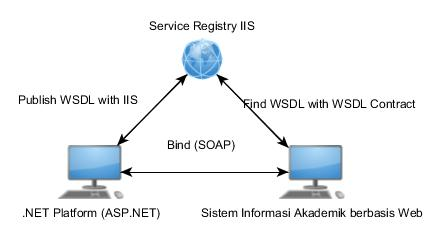 Service Registry IIS
Publish WSDL with IIS
Find WSDL with WSDL Contract
Bind (SOAP)
.NET Platform (ASP.NET)
Sistem Informasi Akademik berbasis Web